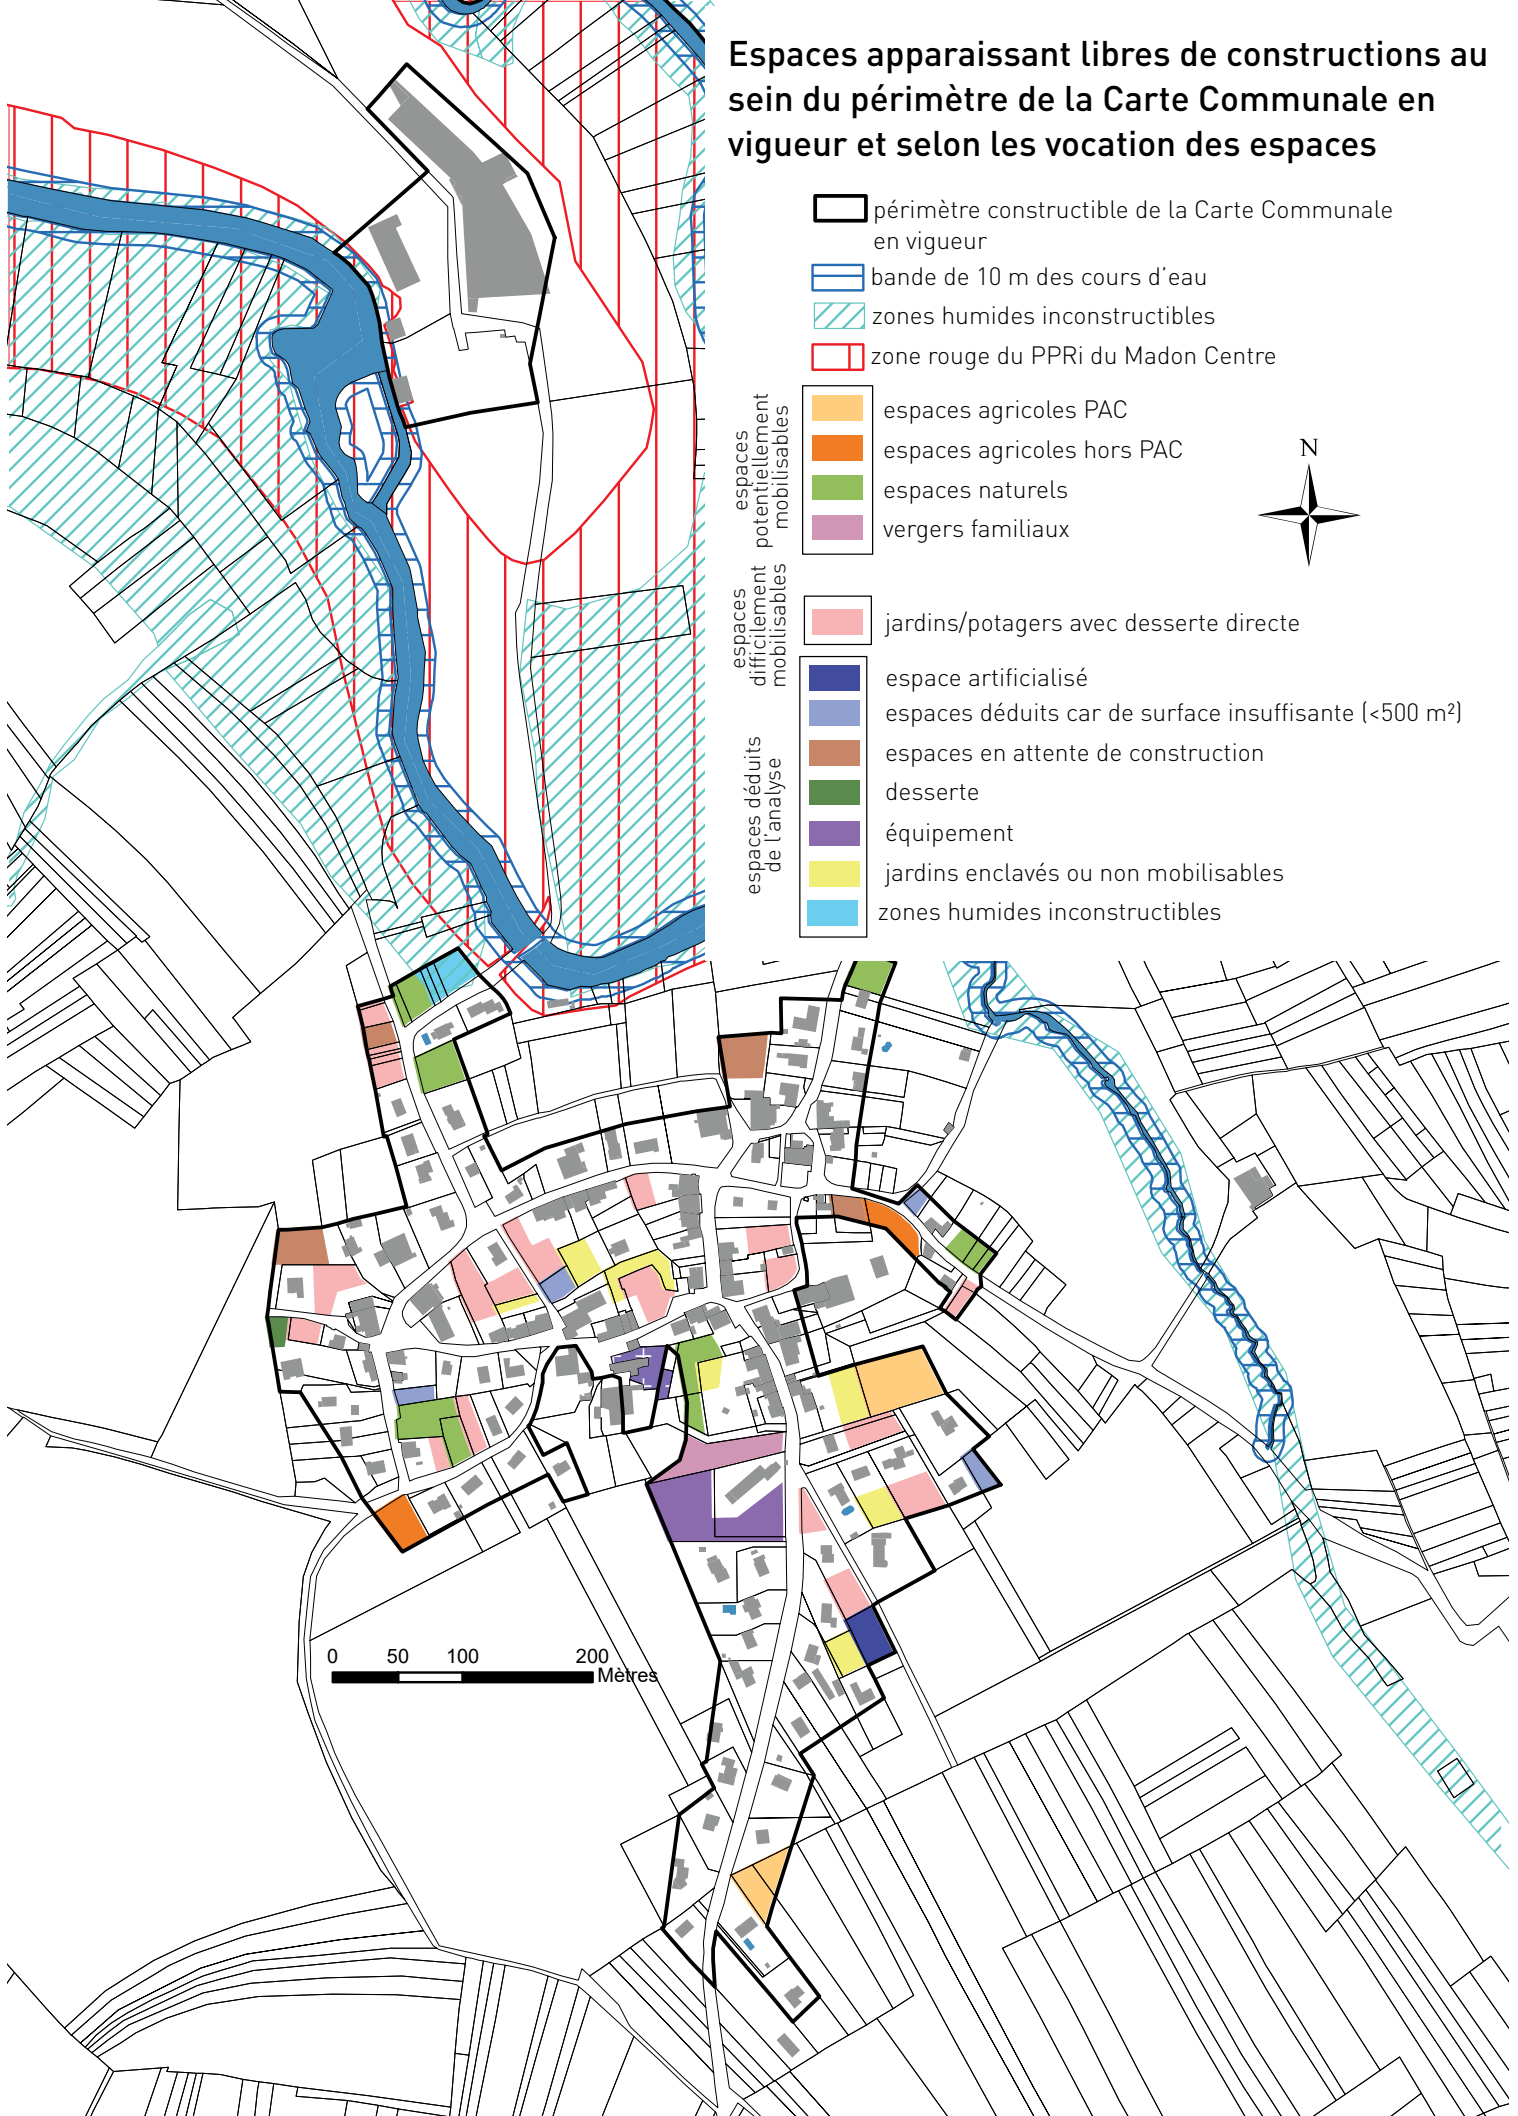 Espaces apparaissant libres de constructions au
sein du périmètre de la Carte Communale en
vigueur et selon les vocation des espaces
périmètre constructible de la Carte Communale
en vigueur
bande de 10 m des cours d'eau
zones humides inconstructibles
zone rouge du PPRi du Madon Centre
espaces
potentiellement
mobilisables
espaces agricoles PAC
espaces agricoles hors PAC
espaces naturels
vergers familiaux
N
espaces
difficilement
mobilisables
jardins/potagers avec desserte directe
espaces déduits
de l'analyse
espace artificialisé
espaces déduits car de surface insuffisante (<500 m²)
espaces en attente de construction
desserte
équipement
jardins enclavés ou non mobilisables
zones humides inconstructibles
0 50 100 200
Mètres